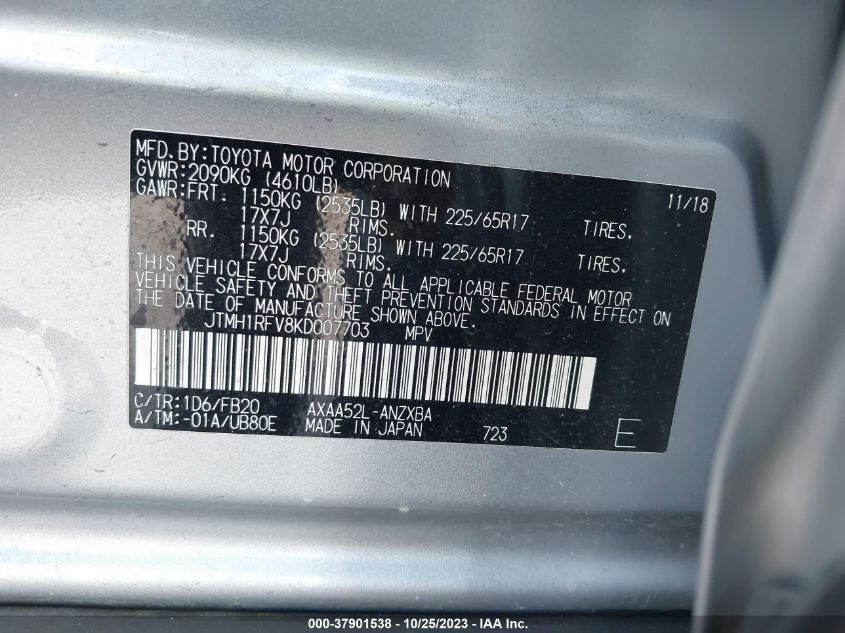 MFD.BY:TOYOTA MOTOR CORPORATION 11/18
GVWR:2090KG (4610LB)
GAWR:FRT. 1150KG (2535LB) WITH 225/65R17 TIRES.
17X7J RIMS.
RR. 1150KG (2535LB) WITH 225/65R17 TIRES.
17X7J RIMS.
THIS VEHICLE CONFORMS TO ALL APPLICABLE FEDERAL MOTOR
VEHICLE SAFETY AND THEFT PREVENTION STANDARDS IN EFFECT ON
THE DATE OF MANUFACTURE SHOWN ABOVE.
JTMH1RFV8KD007703 MPV
C/TR:1D6/FB20 AXAA52L-ANZXBA
A/TM:-01A/UB80E MADE IN JAPAN 723 E
000-37901538 - 10/25/2023 - IAA Inc.